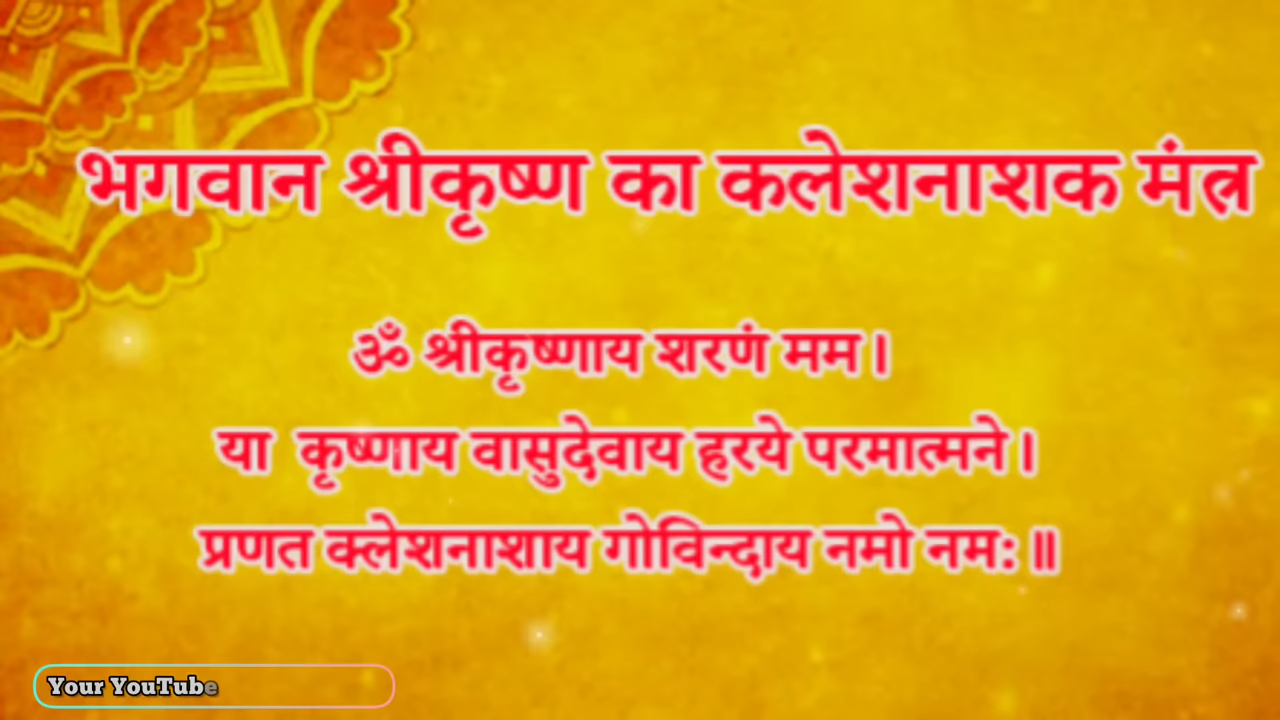 भगवान श्रीकृष्ण का कलेशनाशक मंत्र
ॐ श्रीकृष्णाय शरणं मम।
या कृष्णाय वासुदेवाय हरये परमात्मने।
प्रणत क्लेशनाशाय गोविन्दाय नमो नमः॥
Your YouTube